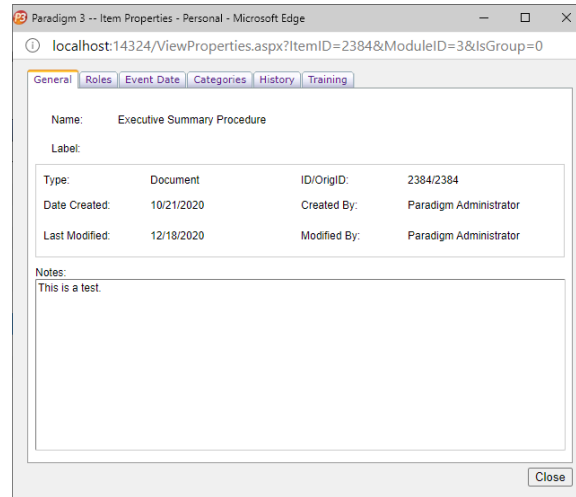 Paradigm 3 -- Item Properties - Personal - Microsoft Edge
localhost:14324/ViewProperties.aspx?ItemID=2384&ModuleID=3&IsGroup=0
General Roles Event Date Categories History Training
Name: Executive Summary Procedure
Label:
Type: Document ID/OrigID: 2384/2384
Date Created: 10/21/2020 Created By: Paradigm Administrator
Last Modified: 12/18/2020 Modified By: Paradigm Administrator
Notes:
This is a test.
Close